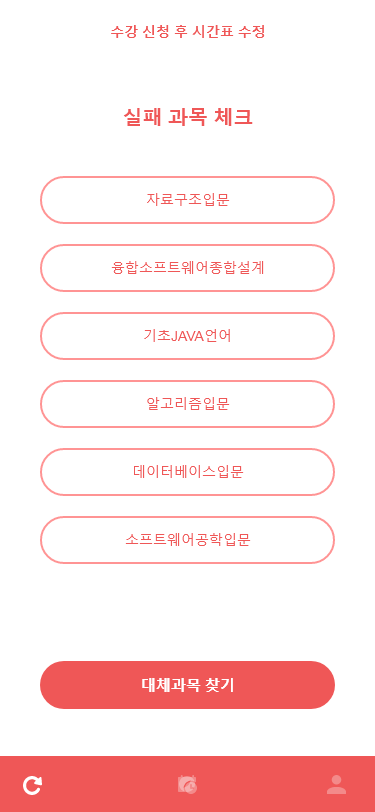 수강 신청 후 시간표 수정
실패 과목 체크
자료구조입문
융합소프트웨어종합설계
기초JAVA언어
알고리즘입문
데이터베이스입문
소프트웨어공학입문
대체과목 찾기